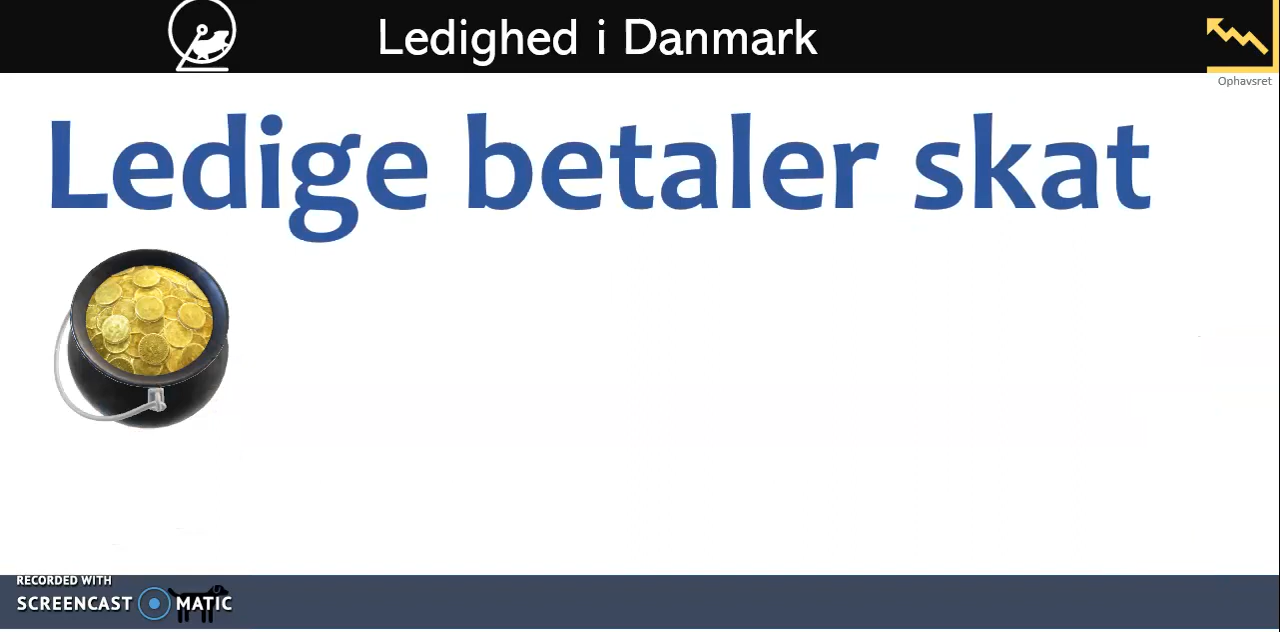 Ledighed i Danmark
Ophavsret
Ledige betaler skat
RECORDED WITH
SCREENCAST MATIC